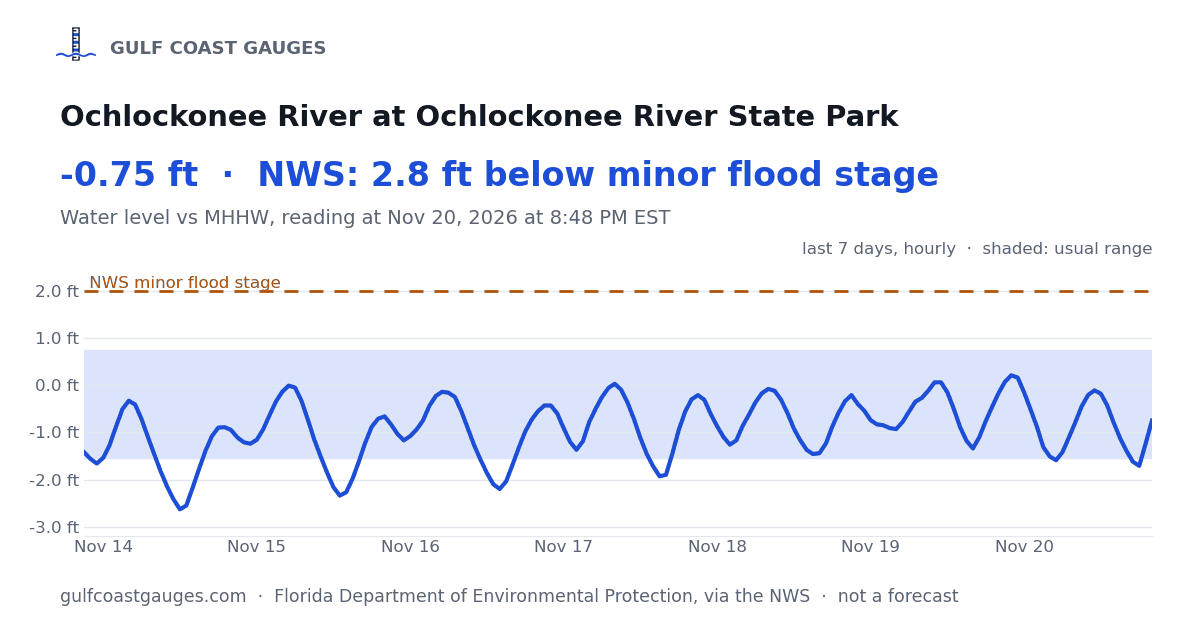 GULF COAST GAUGES
Ochlockonee River at Ochlockonee River State Park
-0.75 ft · NWS: 2.8 ft below minor flood stage
Water level vs MHHW, reading at Nov 20, 2026 at 8:48 PM EST
last 7 days, hourly · shaded: usual range
NWS minor flood stage
2.0 ft
1.0 ft
0.0 ft
-1.0 ft
-2.0 ft
-3.0 ft
Nov 14 Nov 15 Nov 16 Nov 17 Nov 18 Nov 19 Nov 20
gulfcoastgauges.com · Florida Department of Environmental Protection, via the NWS · not a forecast